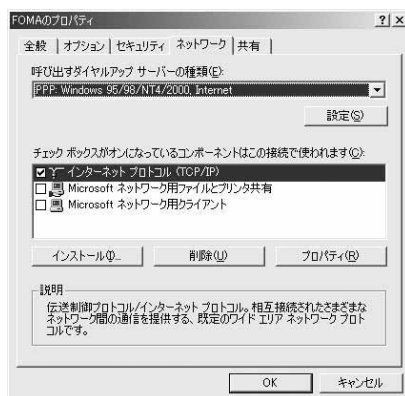 FOMAのプロパティ
全般 オプション セキュリティ ネットワーク 共有
呼び出すダイヤルアップ サーバーの種類(E):
PPP: Windows 95/98/NT4/2000, Internet
設定(S)
チェック ボックスがオンになっているコンポーネントはこの接続で使われます(C):
インターネット プロトコル (TCP/IP)
Microsoft ネットワーク用ファイルとプリンタ共有
Microsoft ネットワーク用クライアント
インストール(I)... 削除(U) プロパティ(R)
説明
伝送制御プロトコル/インターネット プロトコル。相互接続されたさまざまな
ネットワーク間の通信を提供する、既定のワイド エリア ネットワーク プロト
コルです。
OK キャンセル